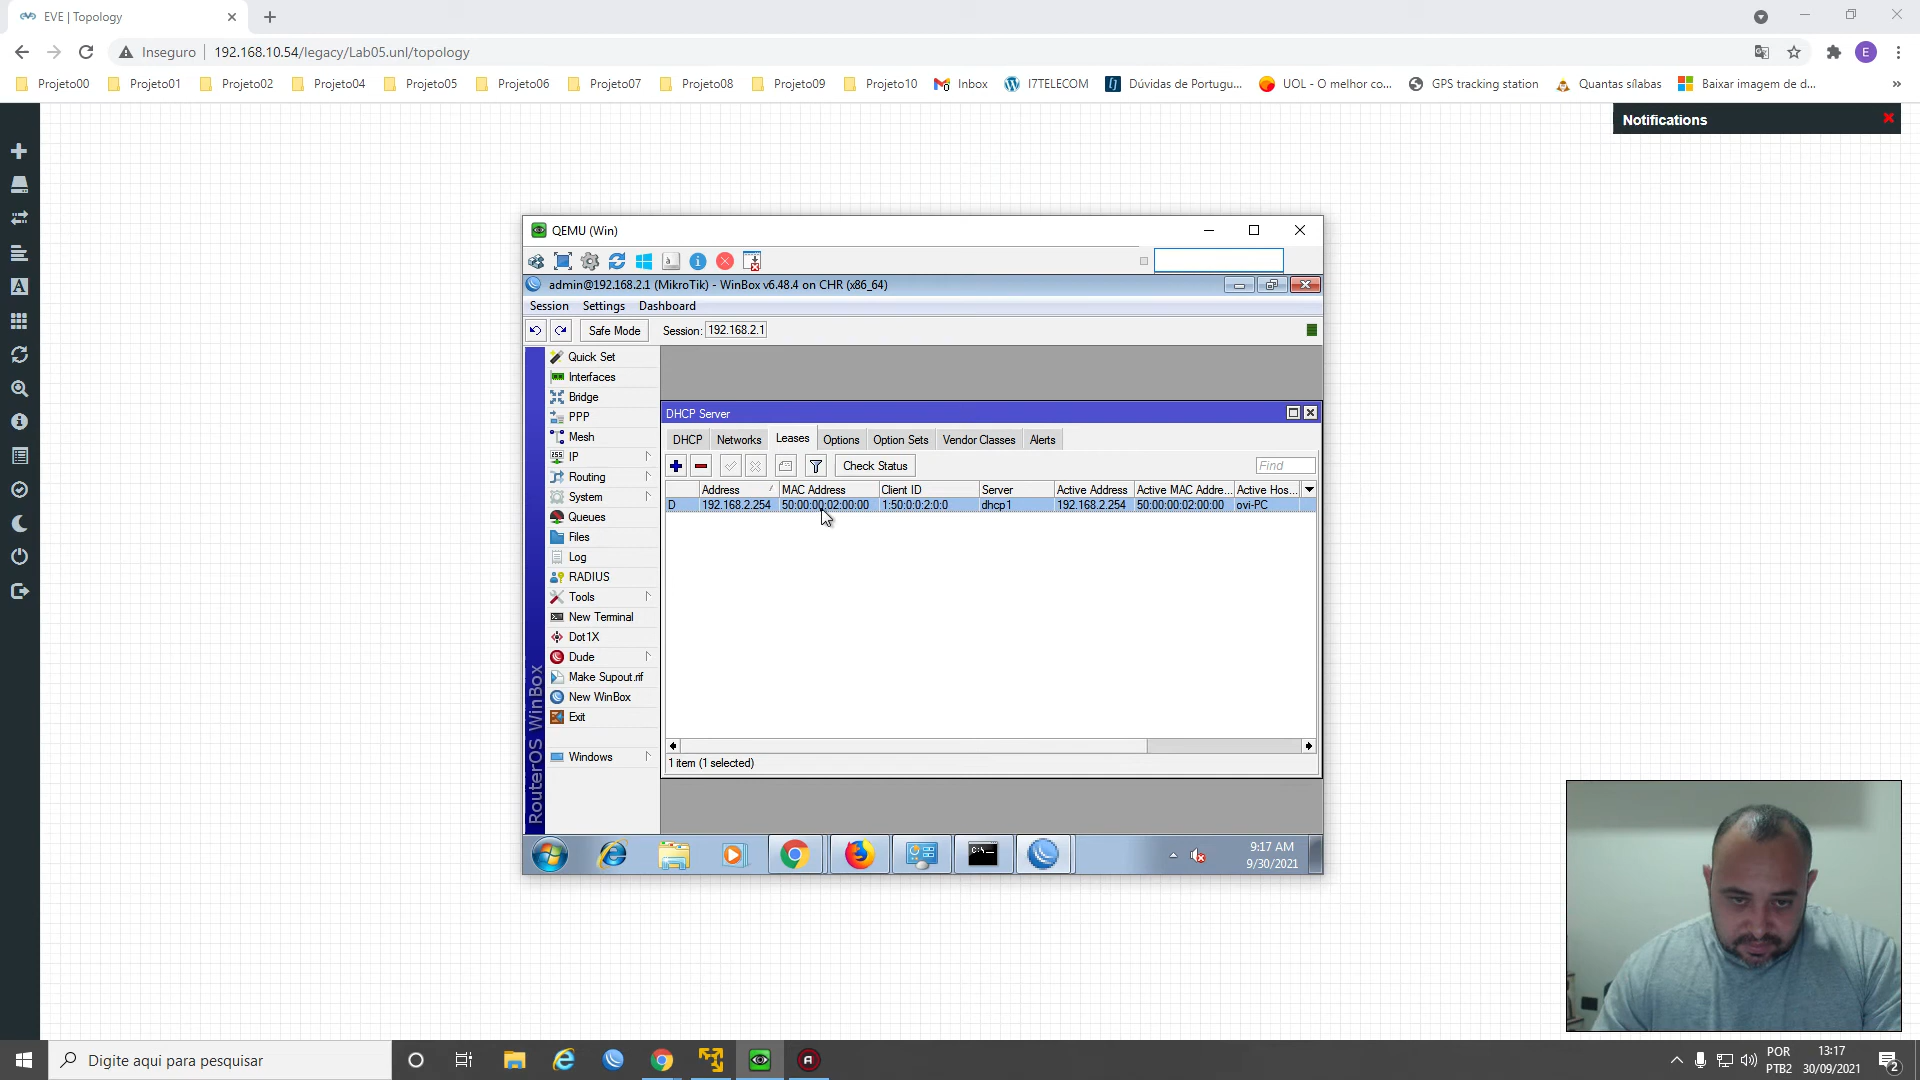 EVE | Topology
Inseguro
192.168.10.54/legacy/Lab05.unl/topology
E
Projeto00
Projeto01
Projeto02
Projeto04
Projeto05
Projeto06
Projeto07
Projeto08
Projeto09
Projeto10
Inbox
I7TELECOM
Dúvidas de Portugu...
UOL - O melhor co...
GPS tracking station
Quantas sílabas
Baixar imagem de d...
»
Notifications
QEMU (Win)
admin@192.168.2.1 (MikroTik) - WinBox v6.48.4 on CHR (x86_64)
Session Settings Dashboard
Safe Mode Session: 192.168.2.1
Quick Set
Interfaces
Bridge
PPP
Mesh
IP
Routing
System
Queues
Files
Log
RADIUS
Tools
New Terminal
Dot1X
Dude
Make Supout.rif
New WinBox
Exit
Windows
RouterOS WinBox
DHCP Server
DHCP Networks Leases Options Option Sets Vendor Classes Alerts
Check Status
Find
Address / MAC Address Client ID Server Active Address Active MAC Addre... Active Hos...
D 192.168.2.254 50:00:00:02:00:00 1:50:0:0:2:0:0 dhcp1 192.168.2.254 50:00:00:02:00:00 ovi-PC
1 item (1 selected)
9:17 AM
9/30/2021
Digite aqui para pesquisar
POR
PTB2
13:17
30/09/2021
2